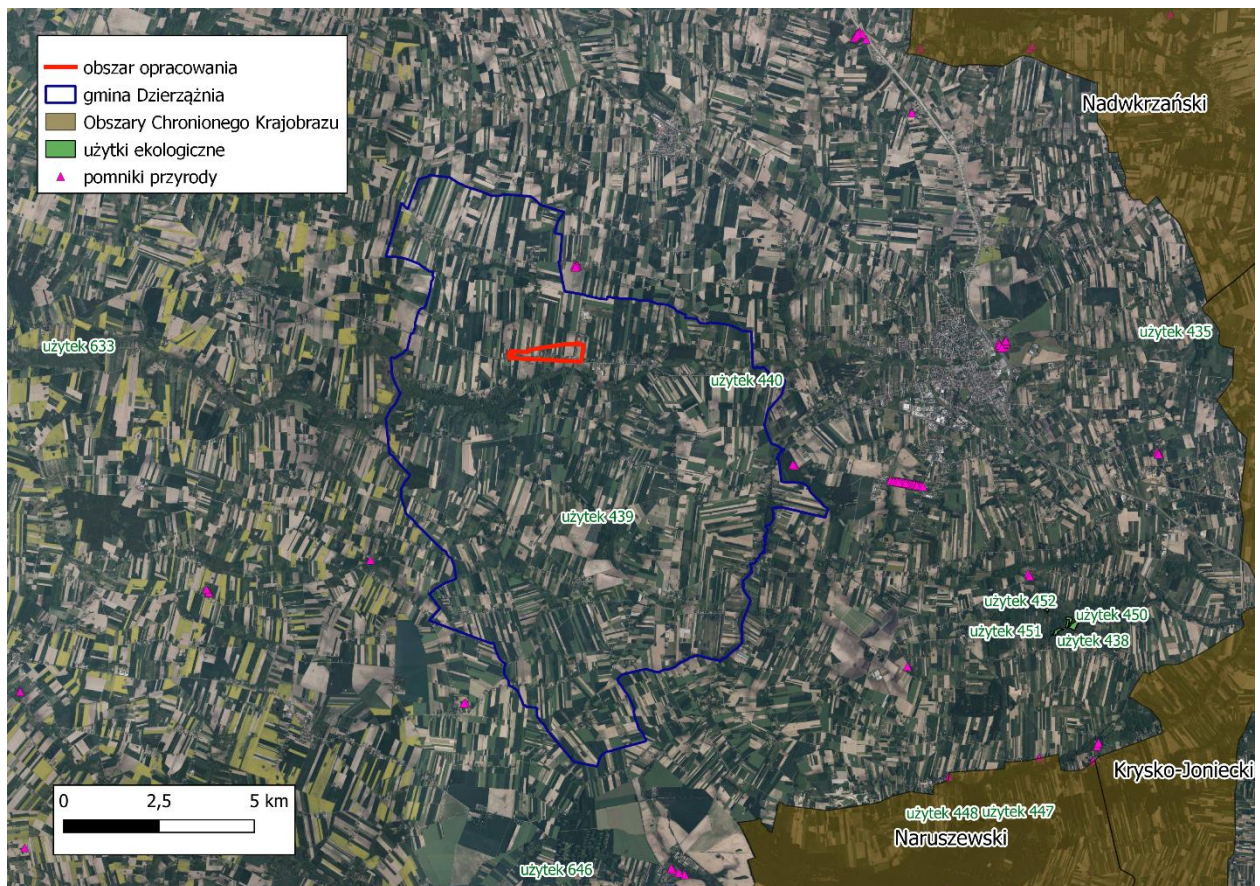 obszar opracowania
gmina Dzierzążnia
Obszary Chronionego Krajobrazu
użytki ekologiczne
pomniki przyrody
Nadwkrzański
użytek 633
użytek 435
użytek 440
użytek 439
użytek 452
użytek 450
użytek 451
użytek 438
Krysko-Joniecki
użytek 448
użytek 447
Naruszewski
użytek 646
0 2,5 5 km